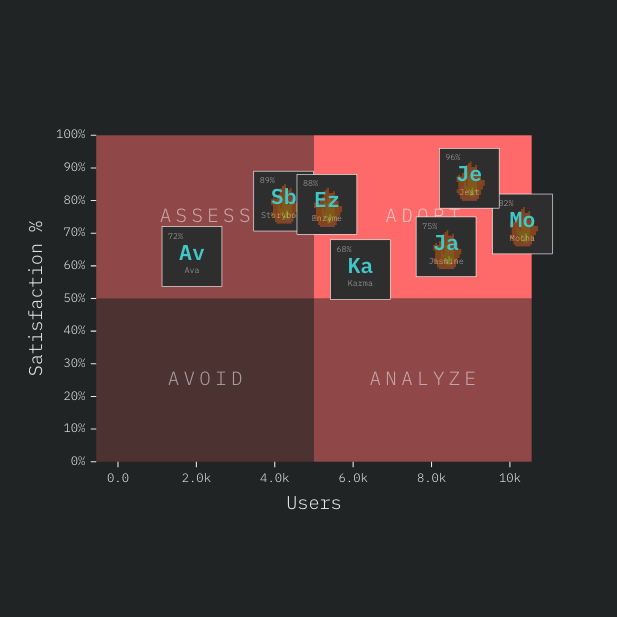 Satisfaction %
100%
90%
80%
70%
60%
50%
40%
30%
20%
10%
0%
ASSESS
ADOPT
AVOID
ANALYZE
72%
Av
Ava
89%
Sb
Storybo
88%
Ez
Enzyme
68%
Ka
Karma
75%
Ja
Jasmine
96%
Je
Jest
82%
Mo
Mocha
0.0
2.0k
4.0k
6.0k
8.0k
10k
Users